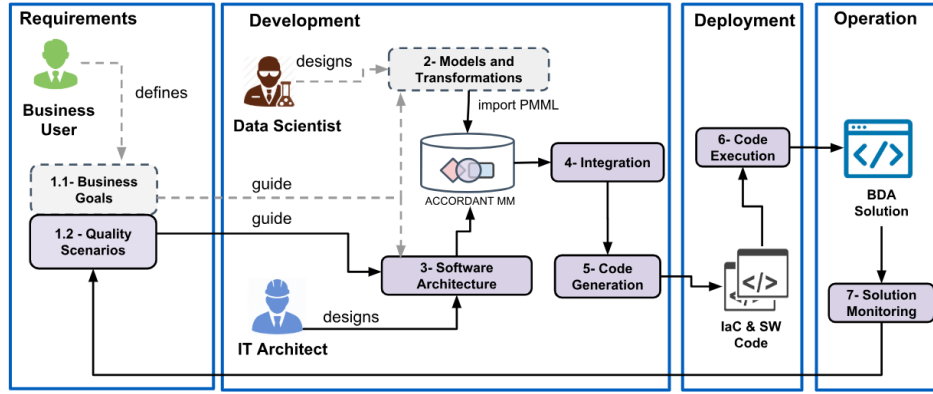 Requirements
Development
Deployment
Operation
Business
User
defines
1.1- Business
Goals
1.2 - Quality
Scenarios
guide
guide
designs
Data Scientist
2- Models and
Transformations
import PMML
ACCORDANT MM
4- Integration
3- Software
Architecture
5- Code
Generation
designs
IT Architect
6- Code
Execution
</>
</>
IaC & SW
Code
</>
BDA
Solution
7- Solution
Monitoring